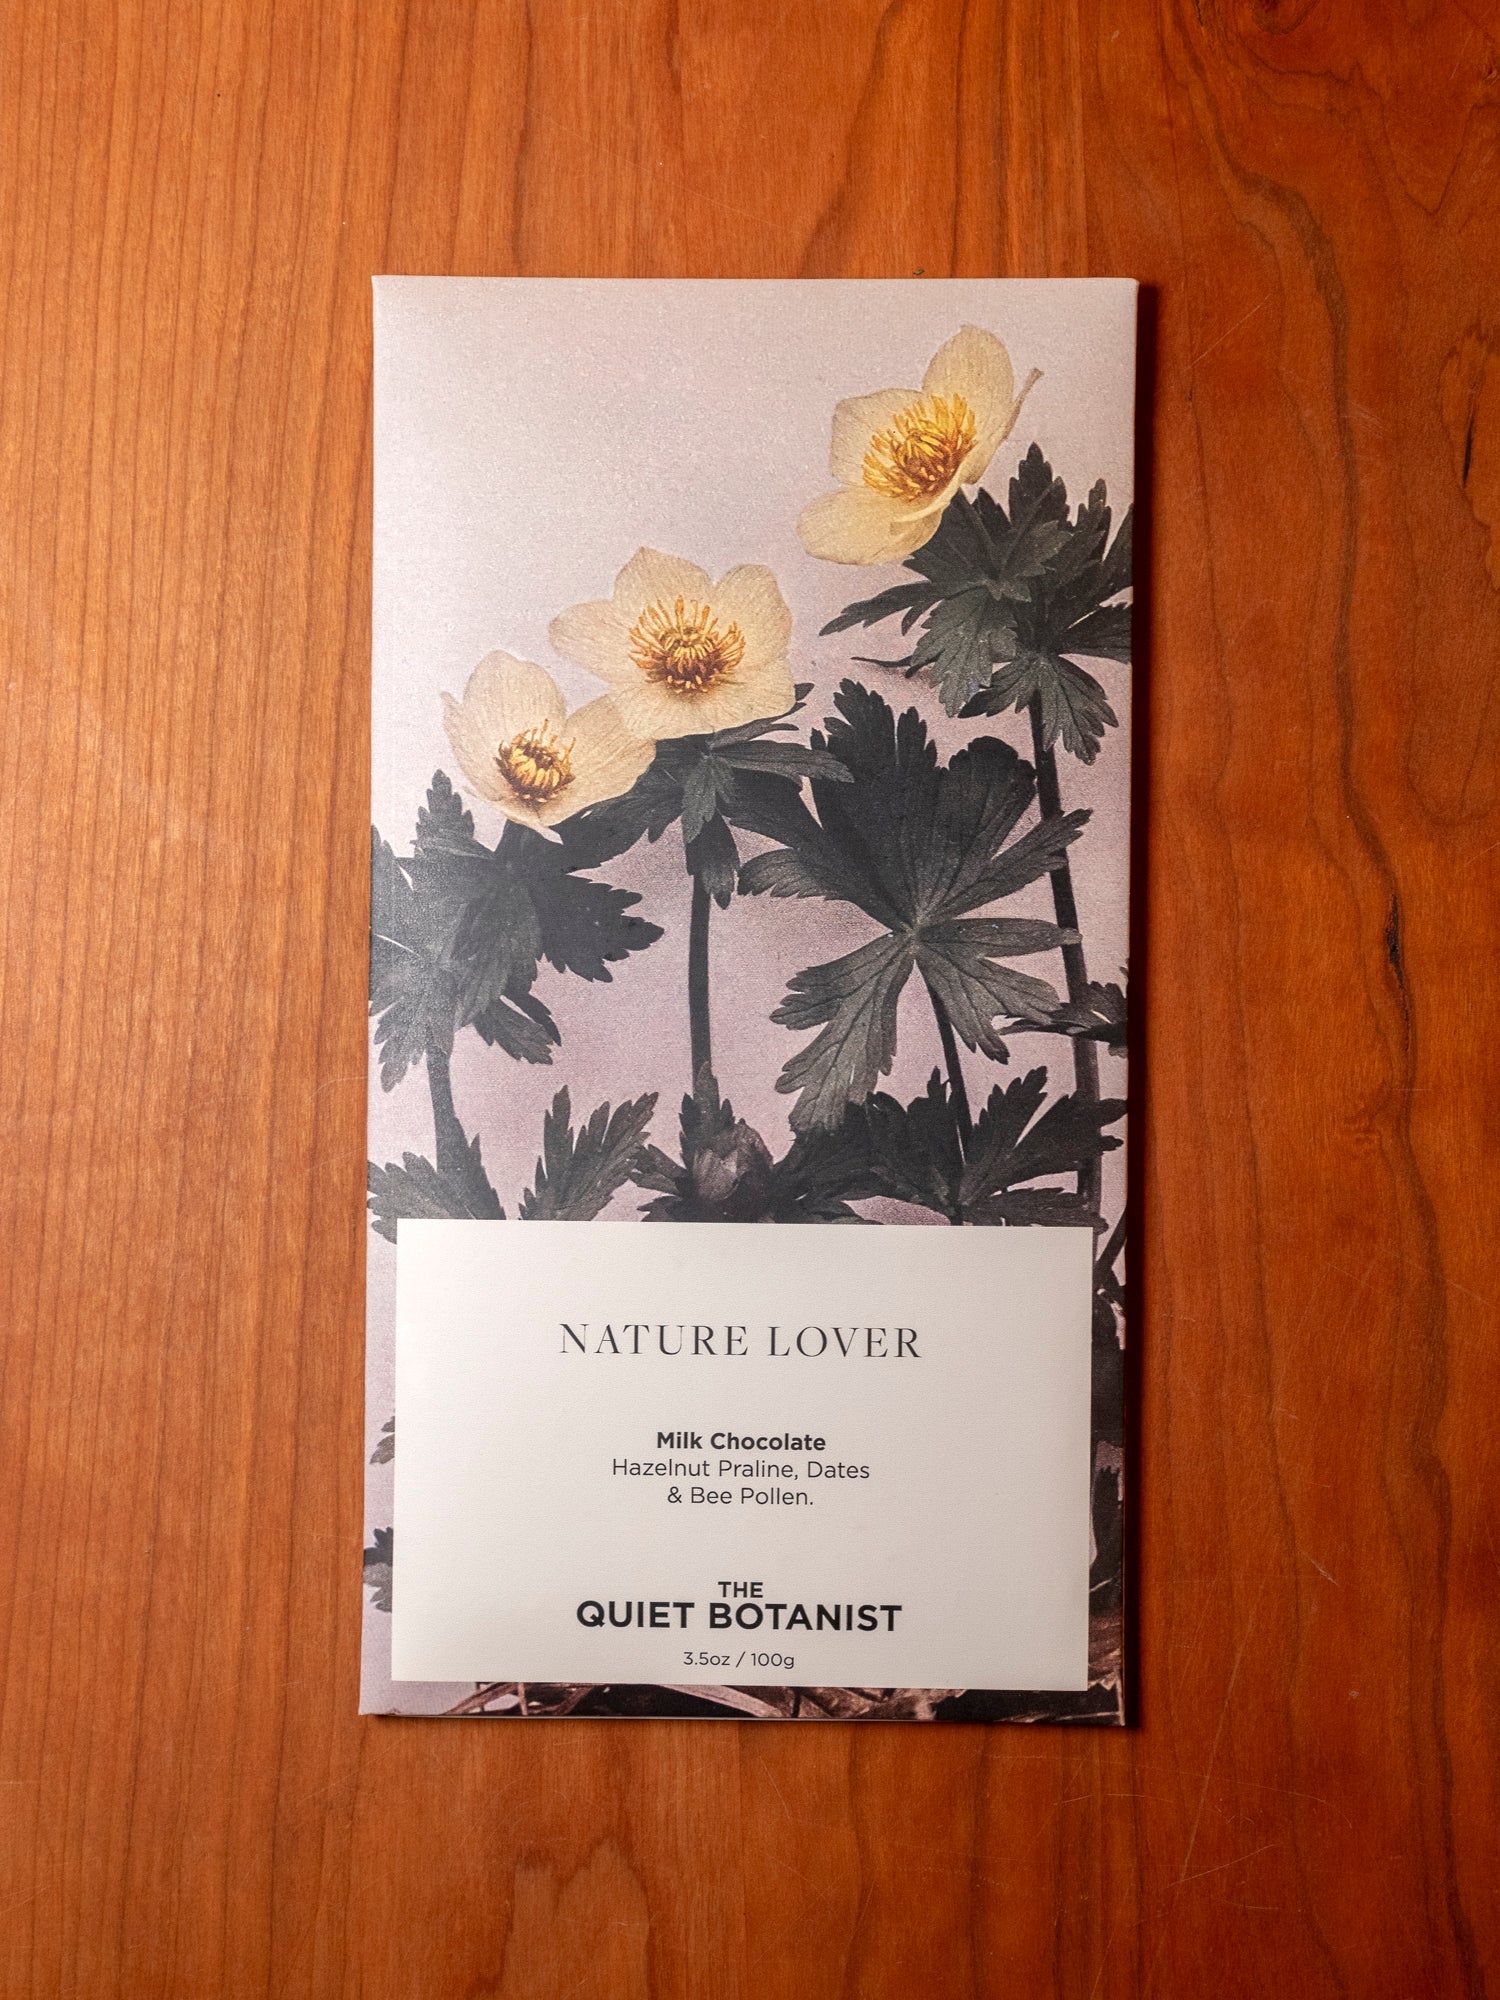 NATURE LOVER
Milk Chocolate
Hazelnut Praline, Dates
& Bee Pollen.
THE
QUIET BOTANIST
3.5oz / 100g